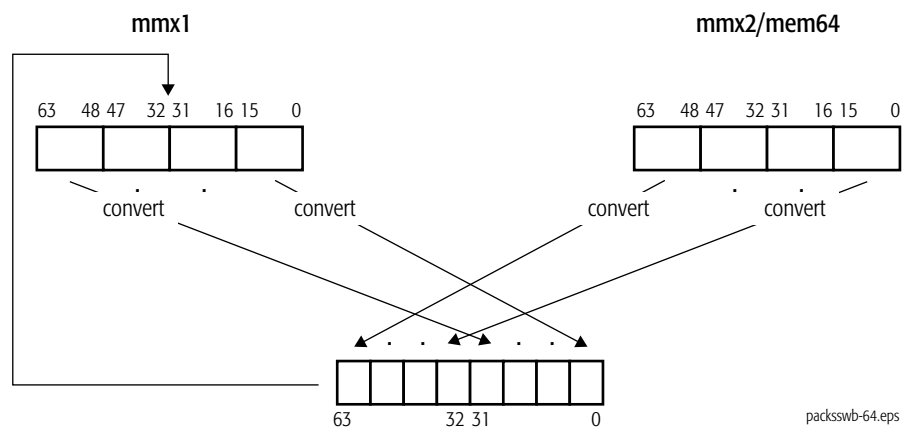 mmx1 mmx2/mem64
63 48 47 32 31 16 15 0 63 48 47 32 31 16 15 0
. . . .
convert convert convert convert
. . . . . .
63 32 31 0
packsswb-64.eps